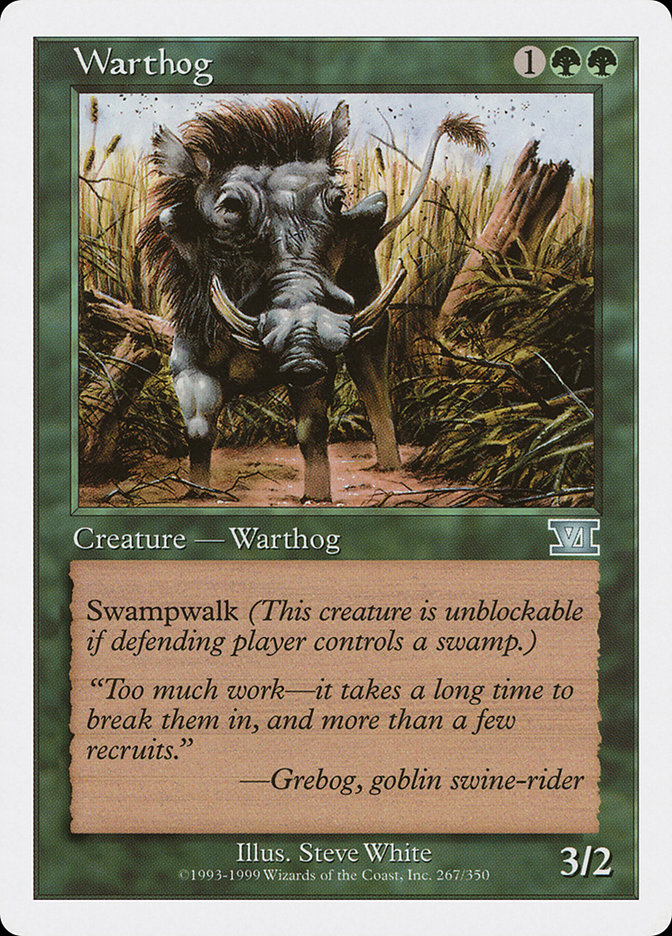 Warthog 1
Creature — Warthog VI
Swampwalk (This creature is unblockable
if defending player controls a swamp.)
“Too much work—it takes a long time to
break them in, and more than a few
recruits.”
—Grebog, goblin swine-rider
Illus. Steve White
©1993-1999 Wizards of the Coast, Inc. 267/350
3/2